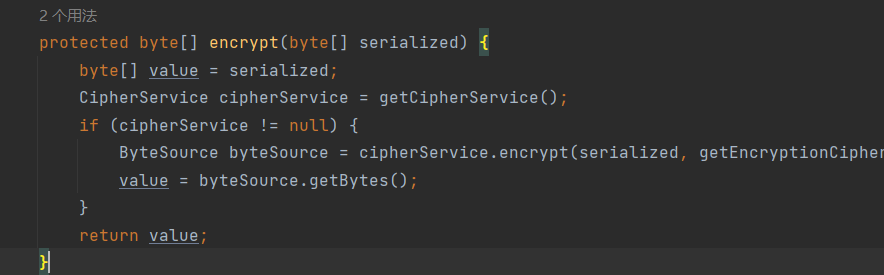 2 个用法
protected byte[] encrypt(byte[] serialized) {
    byte[] value = serialized;
    CipherService cipherService = getCipherService();
    if (cipherService != null) {
        ByteSource byteSource = cipherService.encrypt(serialized, getEncryptionCipher
        value = byteSource.getBytes();
    }
    return value;
}